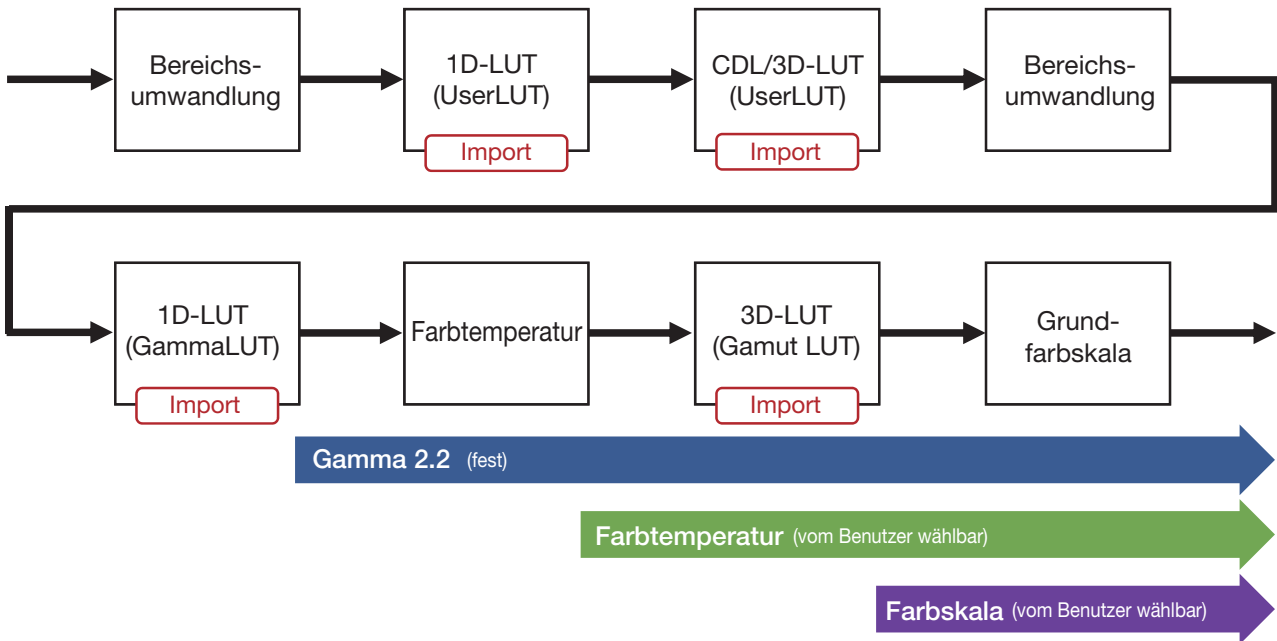 Bereichs-
umwandlung
1D-LUT
(UserLUT)
Import
CDL/3D-LUT
(UserLUT)
Import
Bereichs-
umwandlung
1D-LUT
(GammaLUT)
Import
Farbtemperatur
3D-LUT
(Gamut LUT)
Import
Grund-
farbskala
Gamma 2.2 (fest)
Farbtemperatur (vom Benutzer wählbar)
Farbskala (vom Benutzer wählbar)